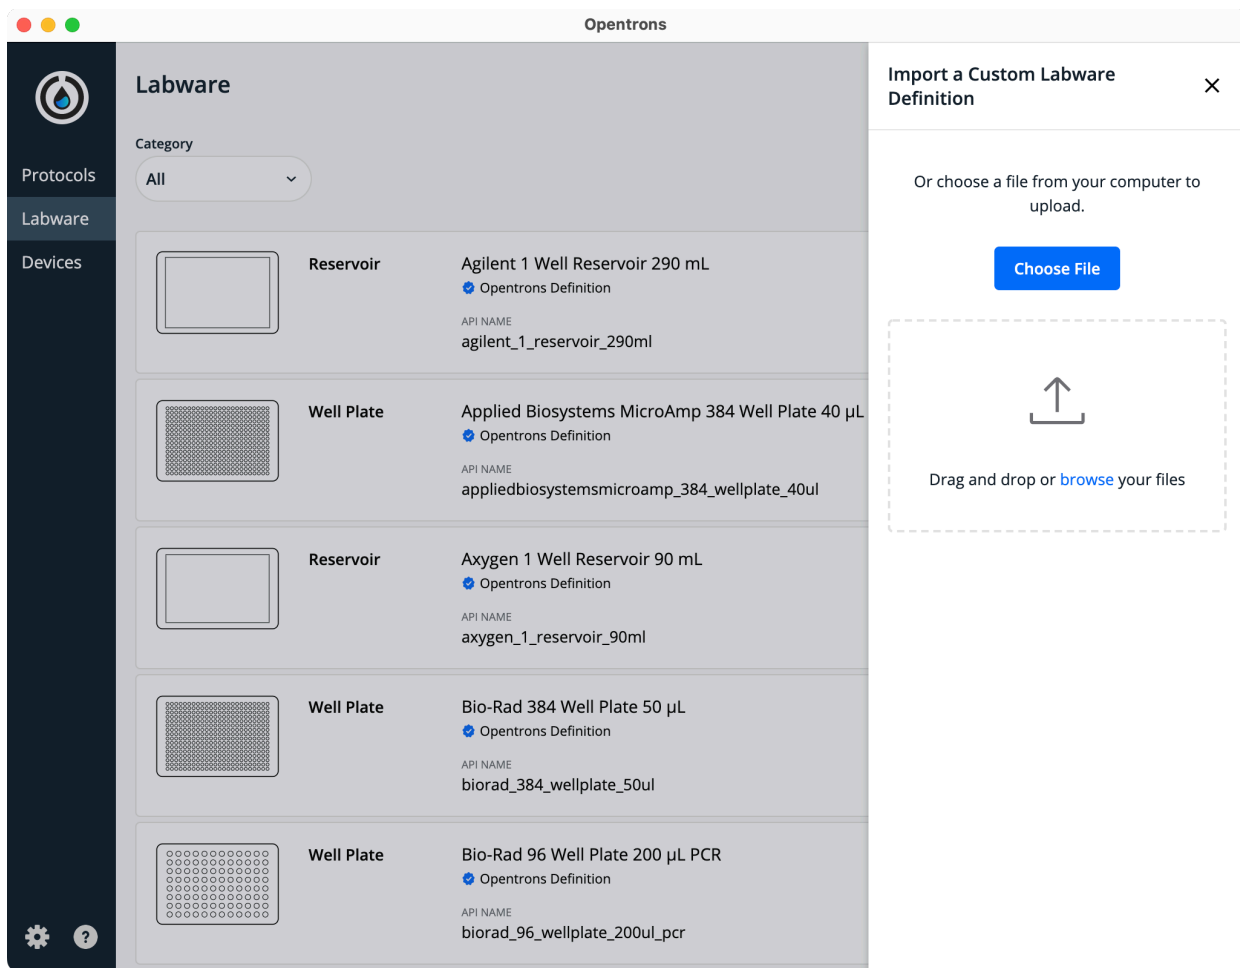 Opentrons
Protocols
Labware
Devices
Labware
Category
All
Reservoir
Agilent 1 Well Reservoir 290 mL
Opentrons Definition
API NAME
agilent_1_reservoir_290ml
Well Plate
Applied Biosystems MicroAmp 384 Well Plate 40 µL
Opentrons Definition
API NAME
appliedbiosystemsmicroamp_384_wellplate_40ul
Reservoir
Axygen 1 Well Reservoir 90 mL
Opentrons Definition
API NAME
axygen_1_reservoir_90ml
Well Plate
Bio-Rad 384 Well Plate 50 µL
Opentrons Definition
API NAME
biorad_384_wellplate_50ul
Well Plate
Bio-Rad 96 Well Plate 200 µL PCR
Opentrons Definition
API NAME
biorad_96_wellplate_200ul_pcr
Import a Custom Labware
Definition
Or choose a file from your computer to
upload.
Choose File
Drag and drop or browse your files